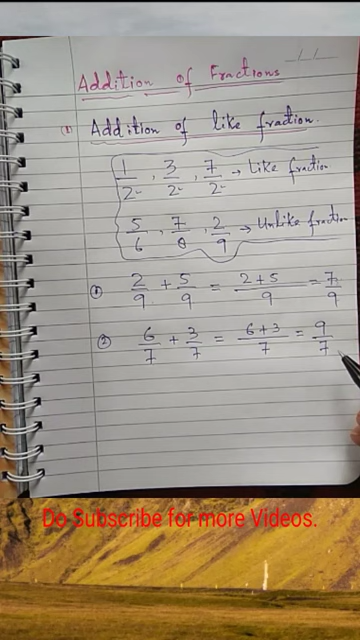 Addition of Fractions
(1) Addition of like fraction.
1/2, 3/2, 7/2 → Like fraction
5/6, 7/8, 2/9 → Unlike fraction
① 2/9 + 5/9 = 2+5/9 = 7/9
② 6/7 + 3/7 = 6+3/7 = 9/7
Do Subscribe for more Videos.